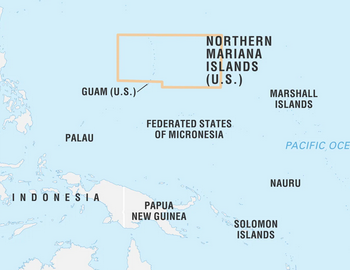 NORTHERN
MARIANA
ISLANDS
(U.S.)
GUAM (U.S.)
MARSHALL
ISLANDS
FEDERATED STATES
OF MICRONESIA
PALAU
PACIFIC OCE
NAURU
INDONESIA
PAPUA
NEW GUINEA
SOLOMON
ISLANDS